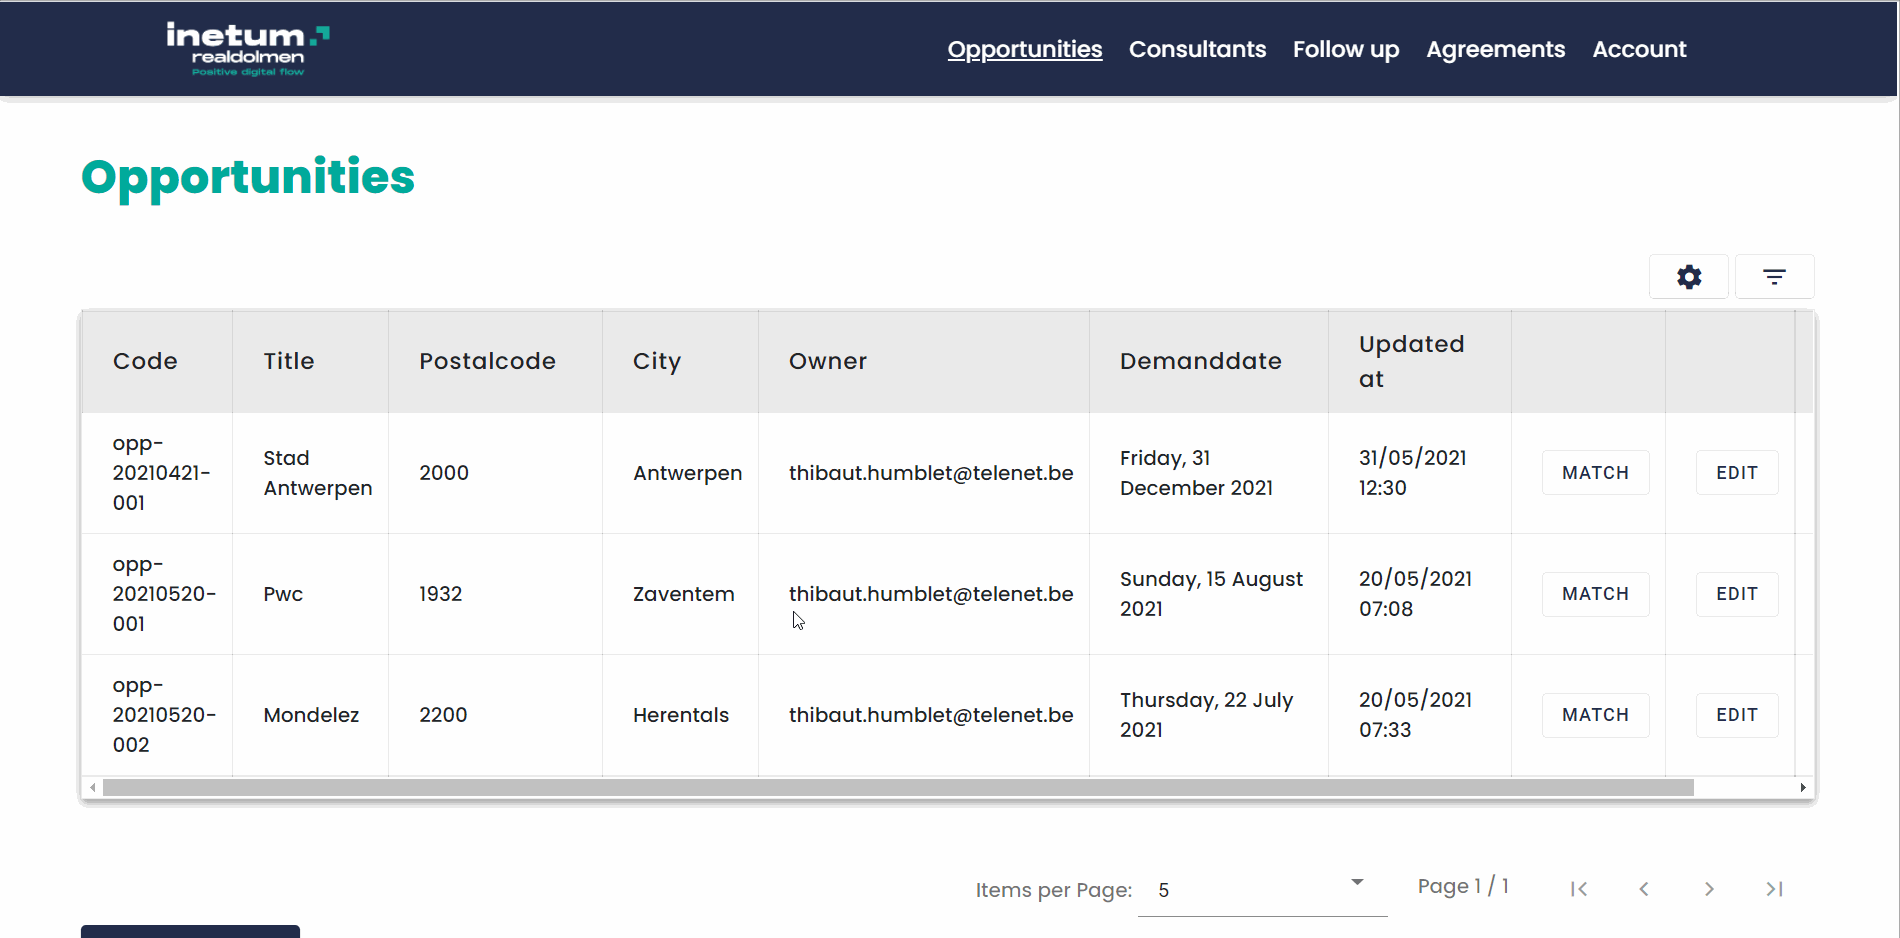 inetum
realdolmen
Positive digital flow
Opportunities Consultants Follow up Agreements Account
Opportunities
Code Title Postalcode City Owner Demanddate Updated
at
opp-
20210421-
001
Stad
Antwerpen
2000
Antwerpen
thibaut.humblet@telenet.be
Friday, 31
December 2021
31/05/2021
12:30
MATCH
EDIT
opp-
20210520-
001
Pwc
1932
Zaventem
thibaut.humblet@telenet.be
Sunday, 15 August
2021
20/05/2021
07:08
MATCH
EDIT
opp-
20210520-
002
Mondelez
2200
Herentals
thibaut.humblet@telenet.be
Thursday, 22 July
2021
20/05/2021
07:33
MATCH
EDIT
Items per Page: 5 Page 1 / 1